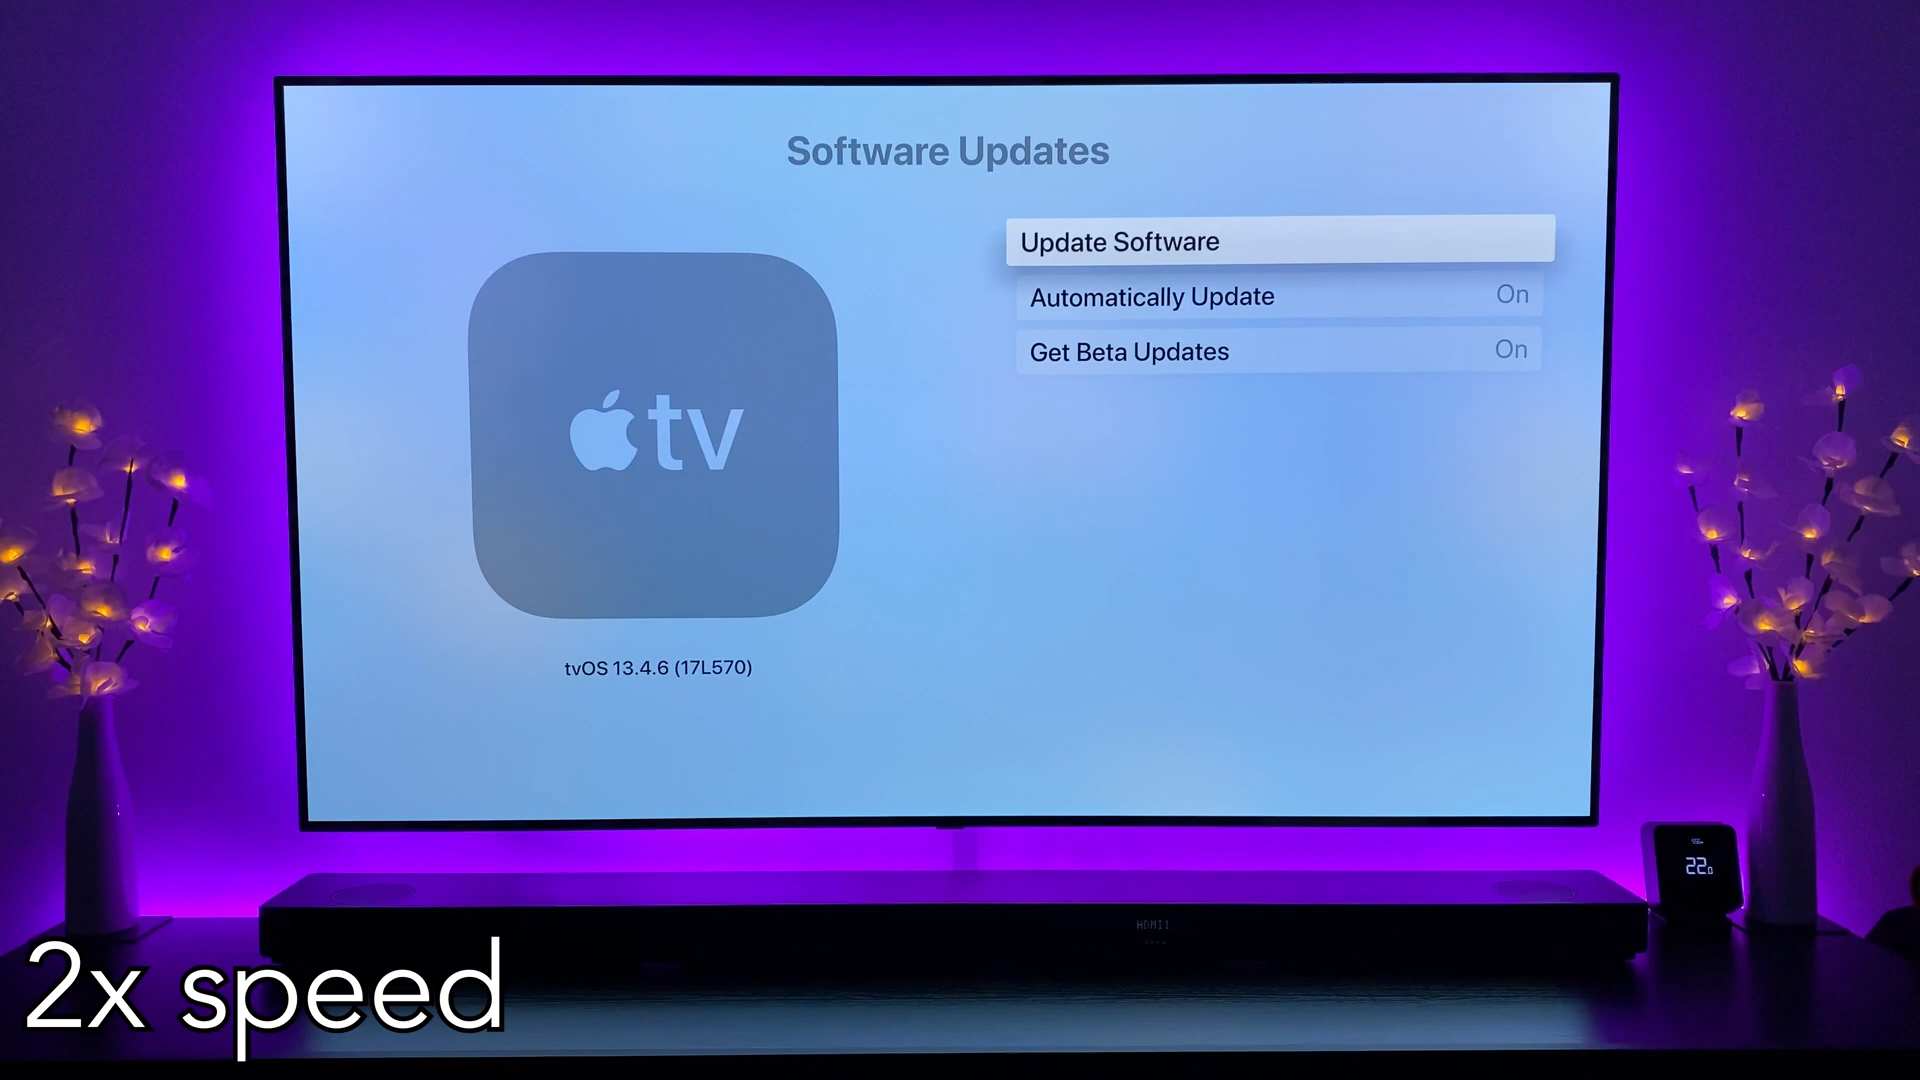 Software Updates
Update Software
Automatically Update On
Get Beta Updates On
tv
tvOS 13.4.6 (17L570)
HDMI1
2x speed